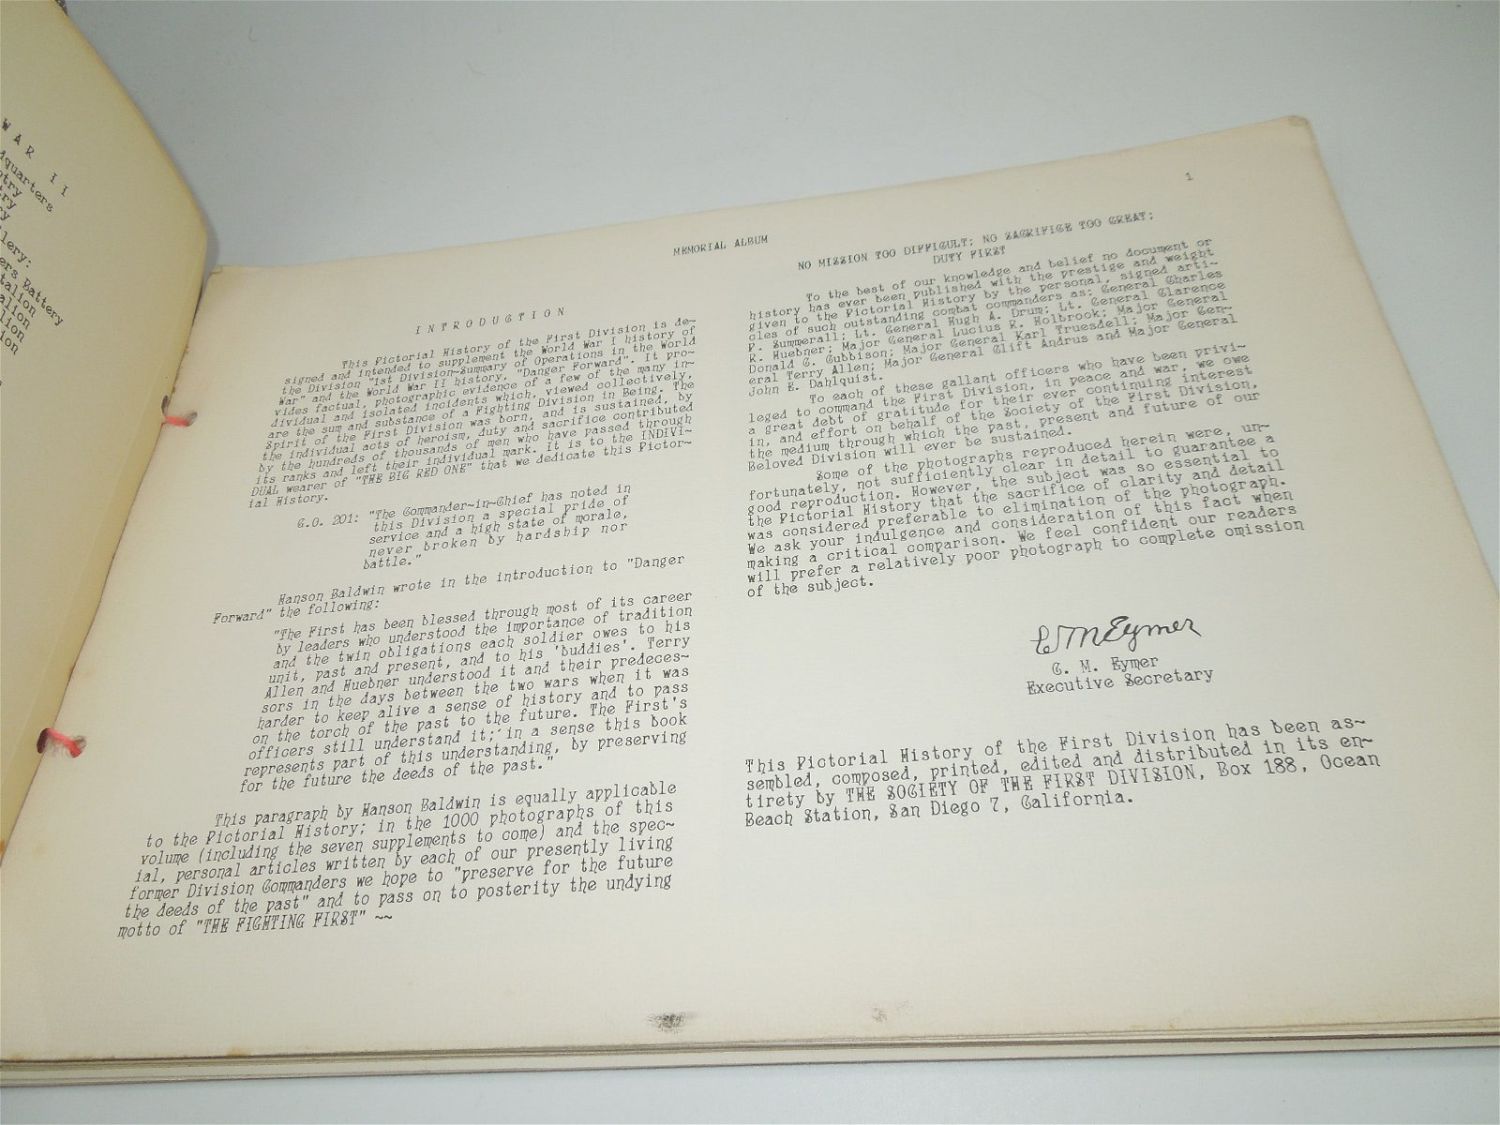 WAR II
dquarters
ntry
try
ry
llery:
ers Battery
talion
alion
lion
ion
1
MEMORIAL ALBUM
INTRODUCTION
This Pictorial History of the First Division is de-
signed and intended to supplement the World War I history of
the Division "1st Division-Summary of Operations in the World
War" and the World War II history, "Danger Forward". It pro-
vides factual, photographic evidence of a few of the many in-
dividual and isolated incidents which, viewed collectively,
are the sum and substance of a Fighting Division in Being. The
Spirit of the First Division was born, and is sustained, by
the individual acts of heroism, duty and sacrifice contributed
by the hundreds of thousands of men who have passed through
its ranks and left their individual mark. It is to the INDIVI-
DUAL wearer of "THE BIG RED ONE" that we dedicate this Pictor-
ial History.
G.O. 201: "The Commander-in-Chief has noted in
this Division a special pride of
service and a high state of morale,
never broken by hardship nor
battle."
Hanson Baldwin wrote in the introduction to "Danger
Forward" the following:
"The First has been blessed through most of its career
by leaders who understood the importance of tradition
and the twin obligations each soldier owes to his
unit, past and present, and to his 'buddies'. Terry
Allen and Huebner understood it and their predeces-
sors in the days between the two wars when it was
harder to keep alive a sense of history and to pass
on the torch of the past to the future. The First's
officers still understand it; in a sense this book
represents part of this understanding, by preserving
for the future the deeds of the past."
This paragraph by Hanson Baldwin is equally applicable
to the Pictorial History; in the 1000 photographs of this
volume (including the seven supplements to come) and the spec-
ial, personal articles written by each of our presently living
former Division Commanders we hope to "preserve for the future
the deeds of the past" and to pass on to posterity the undying
motto of "THE FIGHTING FIRST" --
NO MISSION TOO DIFFICULT; NO SACRIFICE TOO GREAT;
DUTY FIRST
To the best of our knowledge and belief no document or
history has ever been published with the prestige and weight
given to the Pictorial History by the personal, signed arti-
cles of such outstanding combat commanders as: General Charles
P. Summerall; Lt. General Hugh A. Drum; Lt. General Clarence
R. Huebner; Major General Lucius R. Holbrook; Major General
Donald C. Cubbison; Major General Karl Truesdell; Major Gen-
eral Terry Allen; Major General Clift Andrus and Major General
John E. Dahlquist.
To each of these gallant officers who have been privi-
leged to command the First Division, in peace and war, we owe
a great debt of gratitude for their ever continuing interest
in, and effort on behalf of the Society of the First Division,
the medium through which the past, present and future of our
Beloved Division will ever be sustained.
Some of the photographs reproduced herein were, un-
fortunately, not sufficiently clear in detail to guarantee a
good reproduction. However, the subject was so essential to
the Pictorial History that the sacrifice of clarity and detail
was considered preferable to elimination of the photograph.
We ask your indulgence and consideration of this fact when
making a critical comparison. We feel confident our readers
will prefer a relatively poor photograph to complete omission
of the subject.
C M Eymer
C. M. Eymer
Executive Secretary
This Pictorial History of the First Division has been as-
sembled, composed, printed, edited and distributed in its en-
tirety by THE SOCIETY OF THE FIRST DIVISION, Box 188, Ocean
Beach Station, San Diego 7, California.